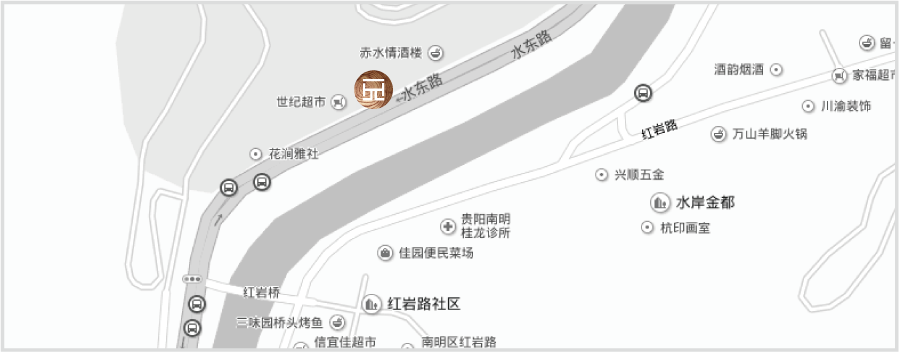 水东路
赤水情酒楼
留一
酒韵烟酒
家福超市
水东路
世纪超市
川渝装饰
红岩路
万山羊脚火锅
花涧雅社
兴顺五金
水岸金都
贵阳南明
桂龙诊所
杭印画室
佳园便民菜场
红岩桥
红岩路社区
三味园桥头烤鱼
信宜佳超市
南明区红岩路